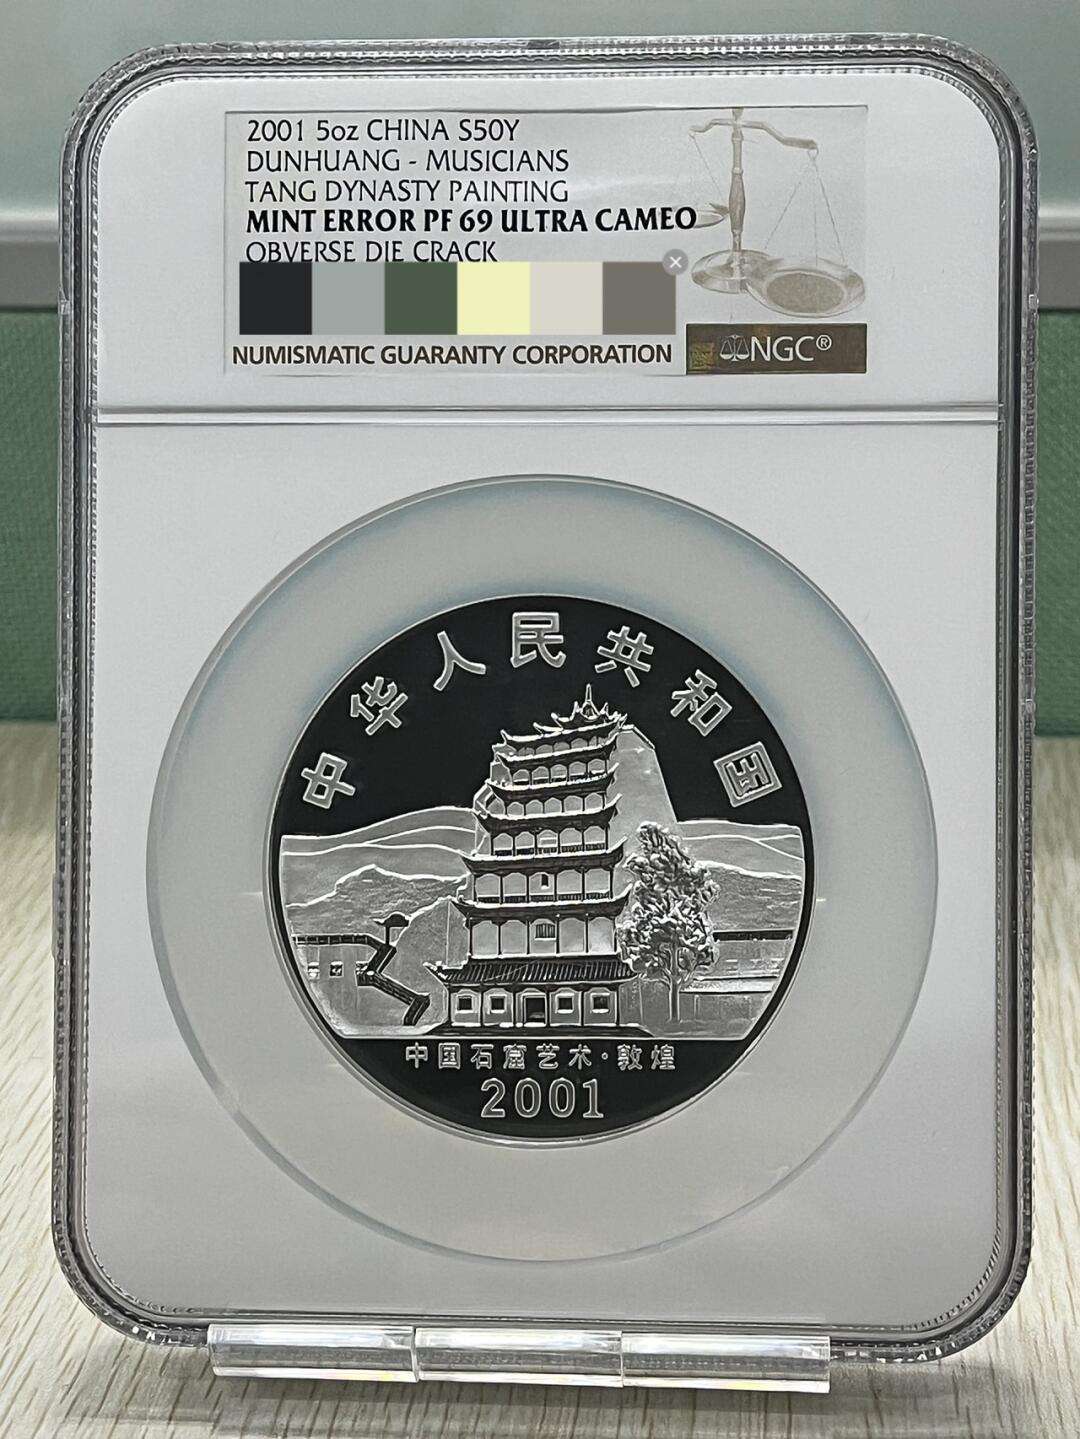 2001 5oz CHINA S50Y
DUNHUANG - MUSICIANS
TANG DYNASTY PAINTING
MINT ERROR PF 69 ULTRA CAMEO
OBVERSE DIE CRACK
NUMISMATIC GUARANTY CORPORATION
NGC®
中华人民共和国
中国石窟艺术·敦煌
2001